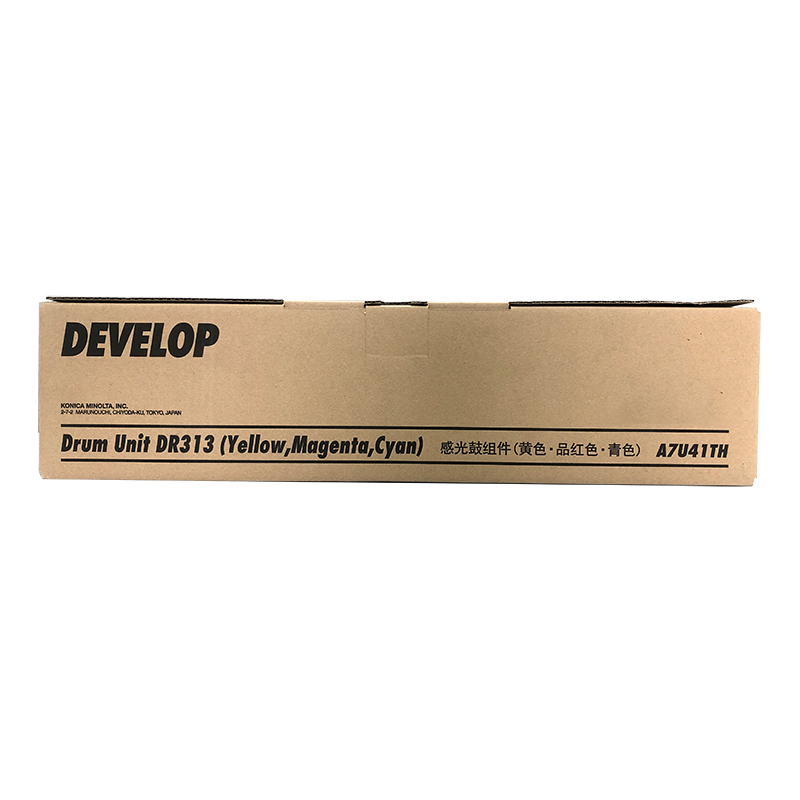 DEVELOP
KONICA MINOLTA, INC.
2-7-2 MARUNOUCHI, CHIYODA-KU, TOKYO, JAPAN
Drum Unit DR313 (Yellow,Magenta,Cyan) 感光鼓组件(黄色·品红色·青色) A7U41TH